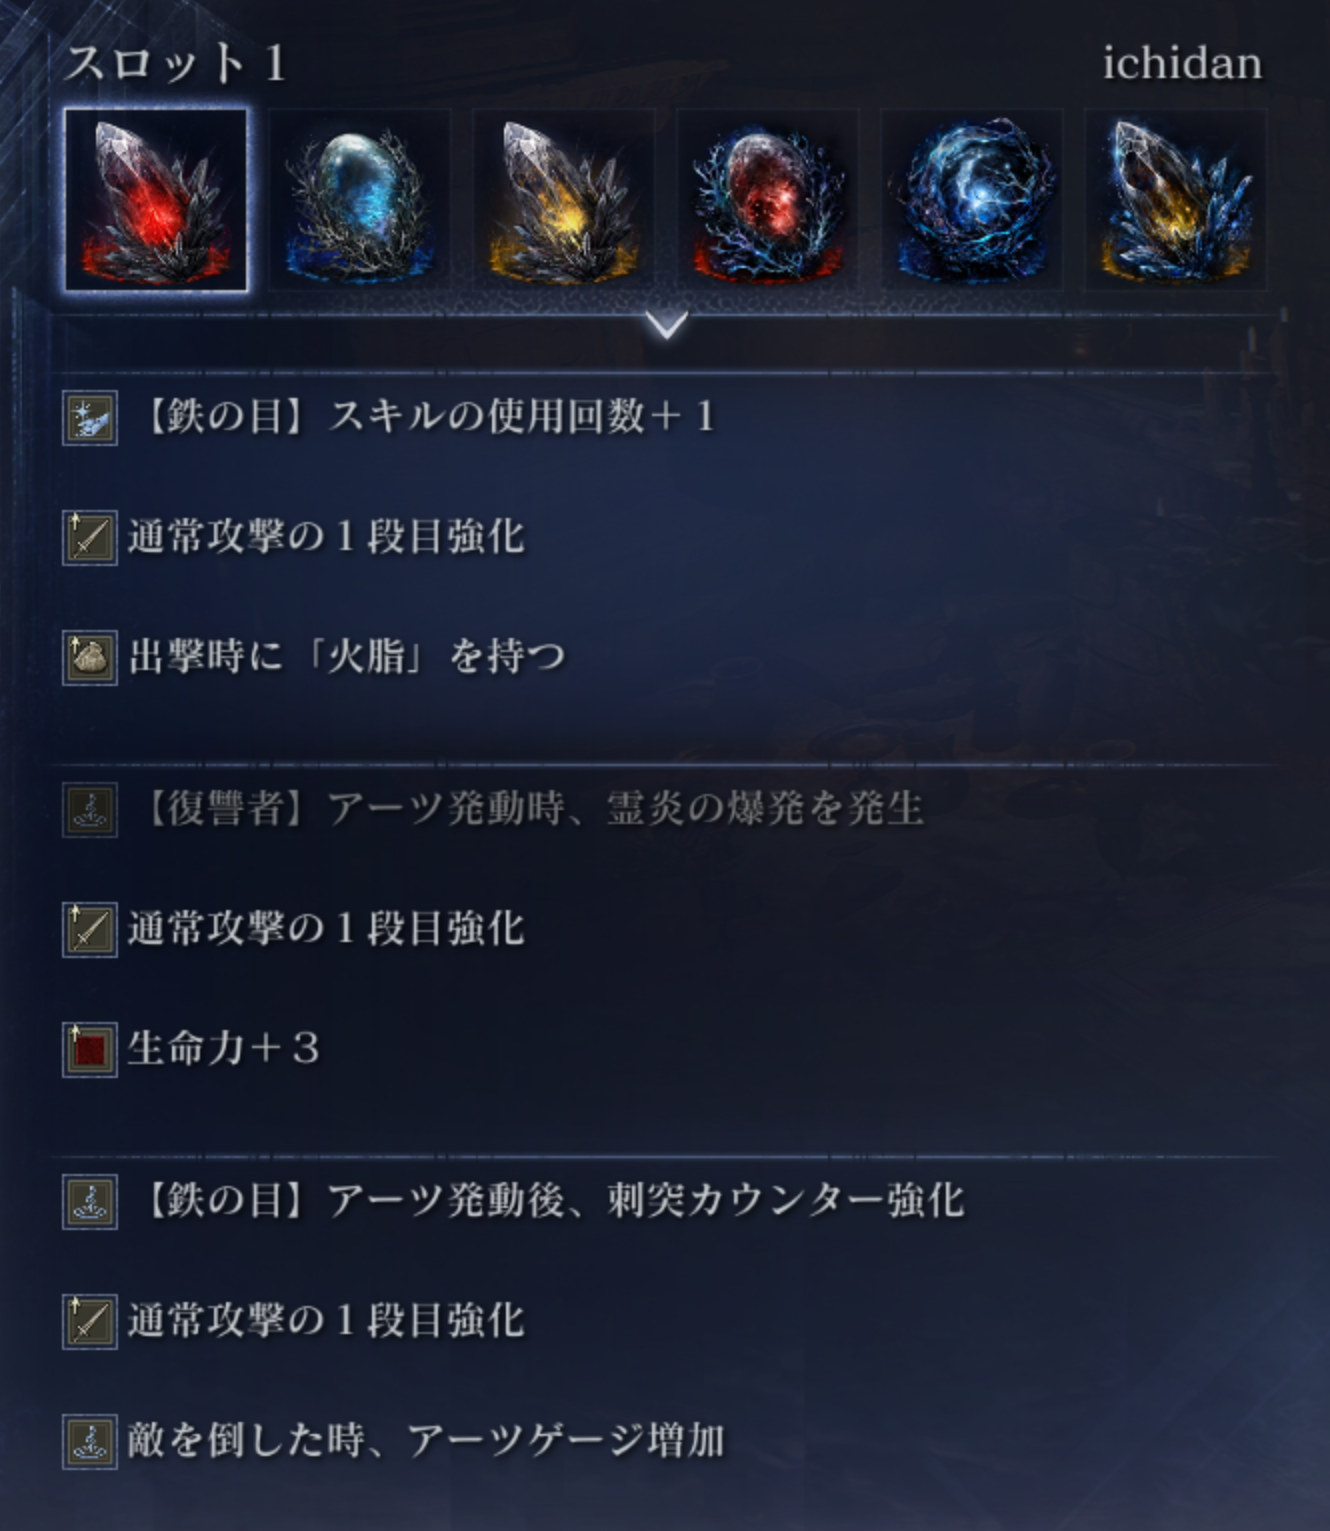 スロット1
ichidan
【鉄の目】スキルの使用回数＋１
通常攻撃の１段目強化
出撃時に「火脂」を持つ
【復讐者】アーツ発動時、霊炎の爆発を発生
通常攻撃の１段目強化
生命力＋３
【鉄の目】アーツ発動後、刺突カウンター強化
通常攻撃の１段目強化
敵を倒した時、アーツゲージ増加